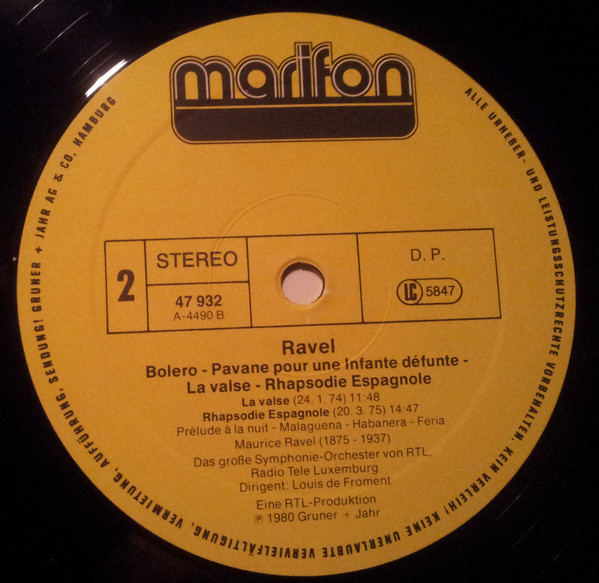 marifon
2
STEREO
47 932
A-4490 B
D. P.
LC 5847
Ravel
Bolero - Pavane pour une Infante défunte -
La valse - Rhapsodie Espagnole
La valse (24. 1. 74) 11:48
Rhapsodie Espagnole (20. 3. 75) 14:47
Prélude à la nuit - Malaguena - Habanera - Feria
Maurice Ravel (1875 - 1937)
Das große Symphonie-Orchester von RTL,
Radio Tele Luxemburg
Dirigent: Louis de Froment
Eine RTL-Produktion
Ⓟ 1980 Gruner + Jahr
ALLE URHEBER- UND LEISTUNGSSCHUTZRECHTE VORBEHALTEN. KEIN VERLEIH! KEINE UNERLAUBTE VERVIELFÄLTIGUNG, VERMIETUNG, AUFFÜHRUNG, SENDUNG! GRUNER + JAHR AG & CO, HAMBURG